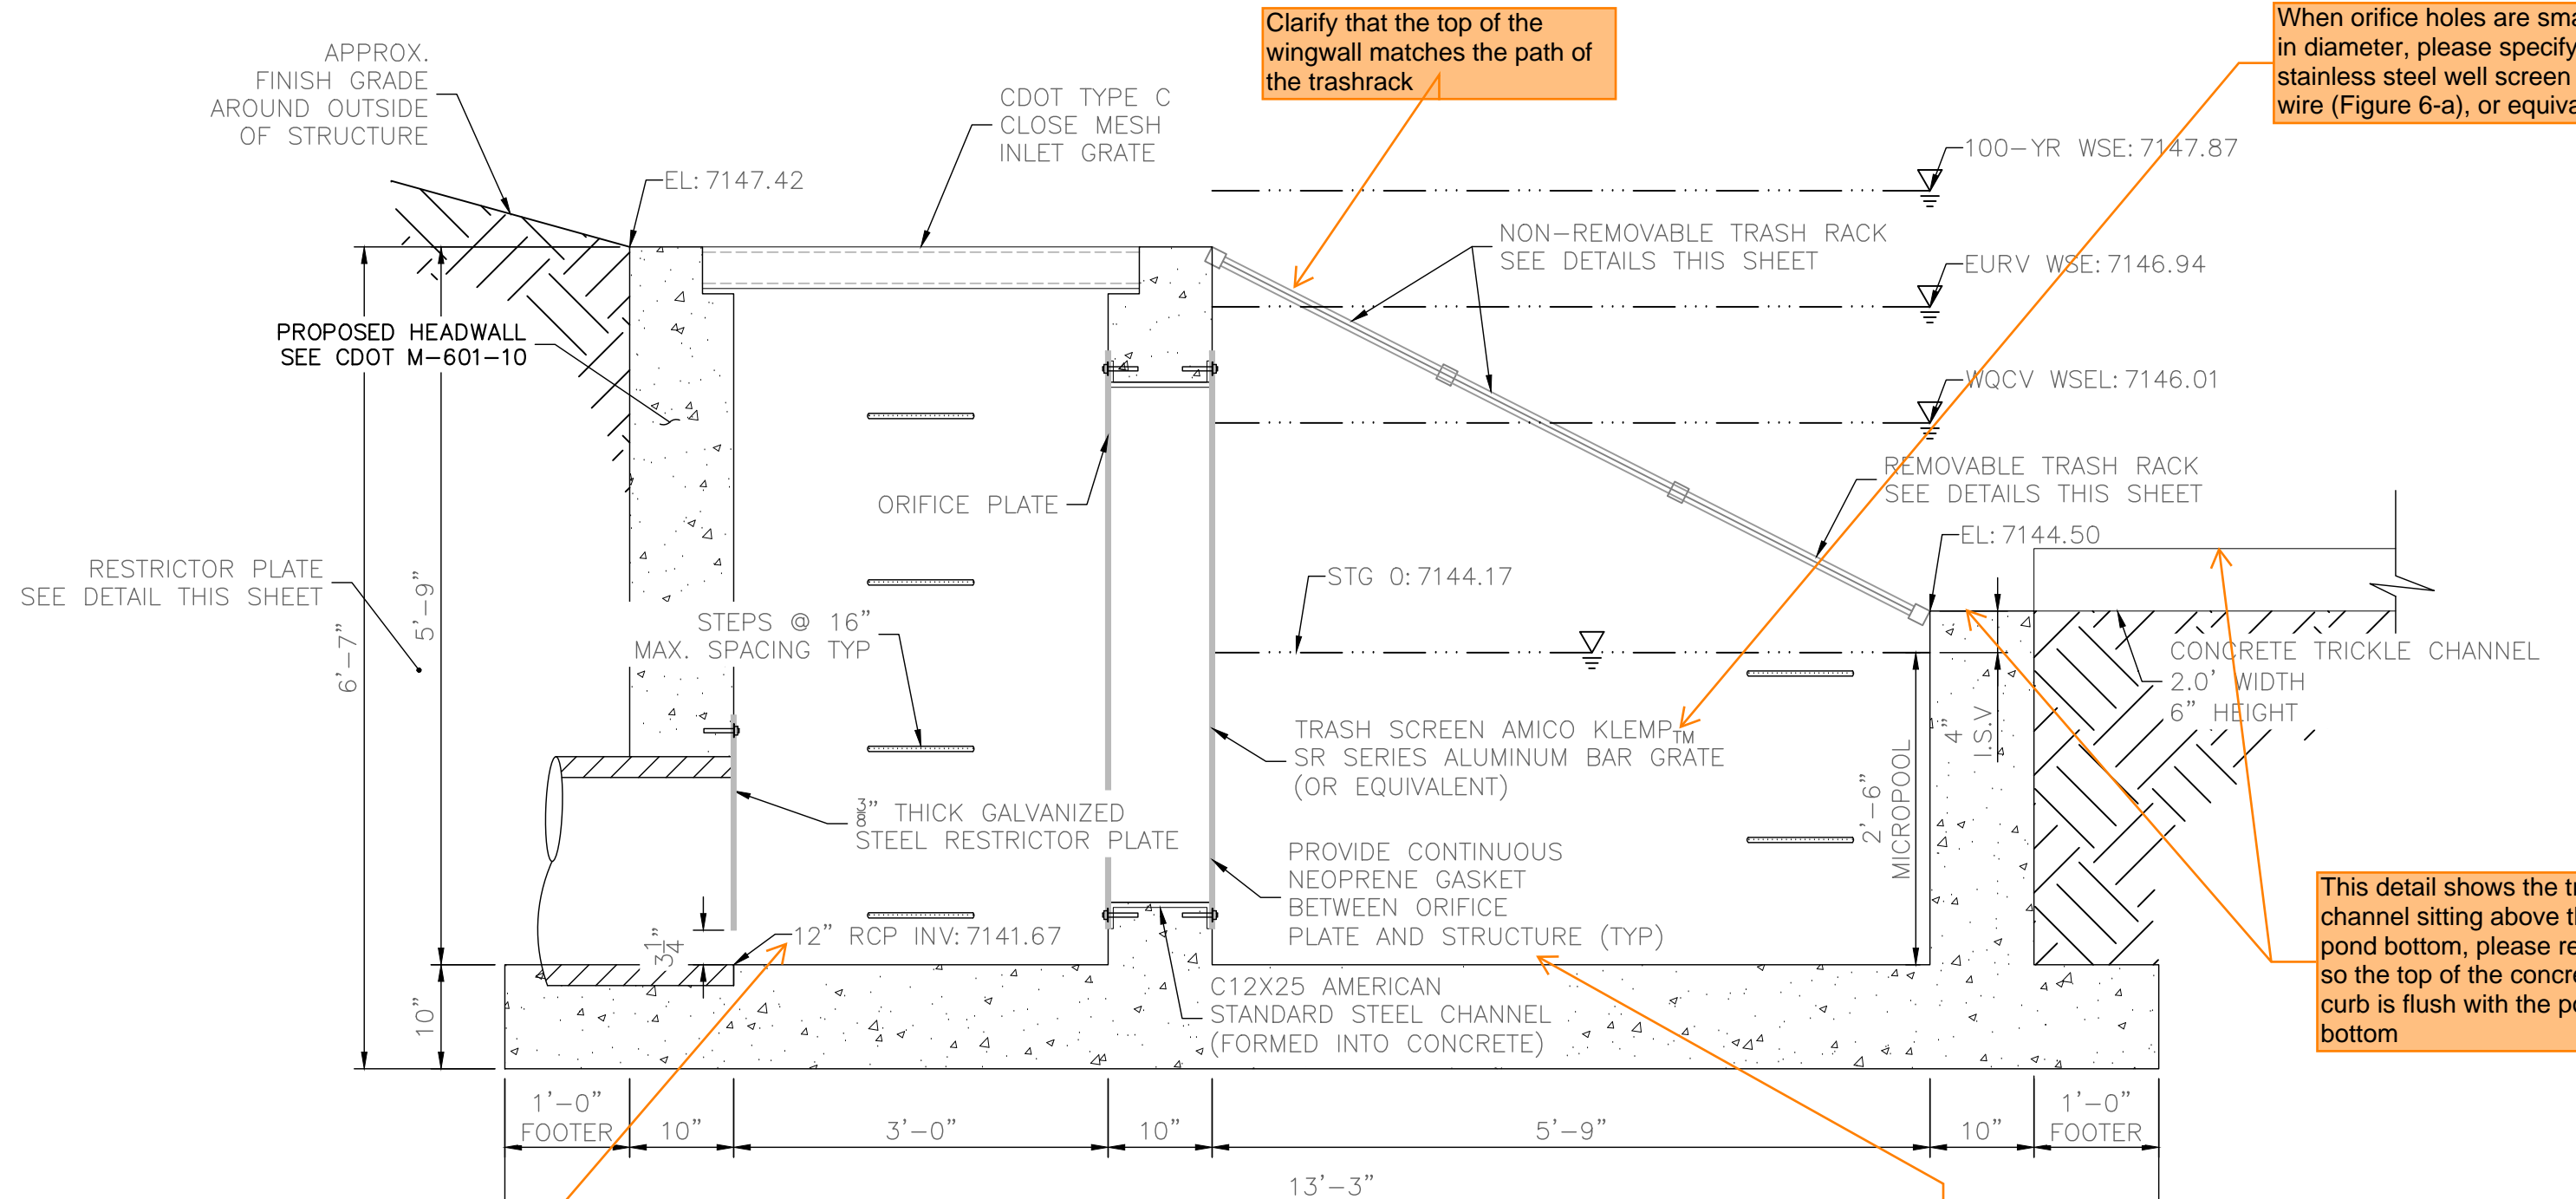 Clarify that the top of the
wingwall matches the path of
the trashrack
When orifice holes are
in diameter, please specify
stainless steel well screen
wire (Figure 6-a), or
APPROX.
FINISH GRADE
AROUND OUTSIDE
OF STRUCTURE
CDOT TYPE C
CLOSE MESH
INLET GRATE
EL: 7147.42
100-YR WSE: 7147.87
NON-REMOVABLE TRASH RACK
SEE DETAILS THIS SHEET
EURV WSE: 7146.94
PROPOSED HEADWALL
SEE CDOT M-601-10
WQCV WSEL: 7146.01
REMOVABLE TRASH RACK
SEE DETAILS THIS SHEET
ORIFICE PLATE
EL: 7144.50
RESTRICTOR PLATE
SEE DETAIL THIS SHEET
STG 0: 7144.17
6'-7"
5'-9"
STEPS @ 16"
MAX. SPACING TYP
CONCRETE TRICKLE CHANNEL
2.0' WIDTH
6" HEIGHT
4"
I.S.V
TRASH SCREEN AMICO KLEMP™
SR SERIES ALUMINUM BAR GRATE
(OR EQUIVALENT)
2'-6"
MICROPOOL
3/8" THICK GALVANIZED
STEEL RESTRICTOR PLATE
PROVIDE CONTINUOUS
NEOPRENE GASKET
BETWEEN ORIFICE
PLATE AND STRUCTURE (TYP)
This detail shows the
channel sitting above
pond bottom, please
so the top of the
curb is flush with the
bottom
3 1/4"
12" RCP INV: 7141.67
10"
C12X25 AMERICAN
STANDARD STEEL CHANNEL
(FORMED INTO CONCRETE)
1'-0"
FOOTER
10"
3'-0"
10"
5'-9"
10"
1'-0"
FOOTER
13'-3"